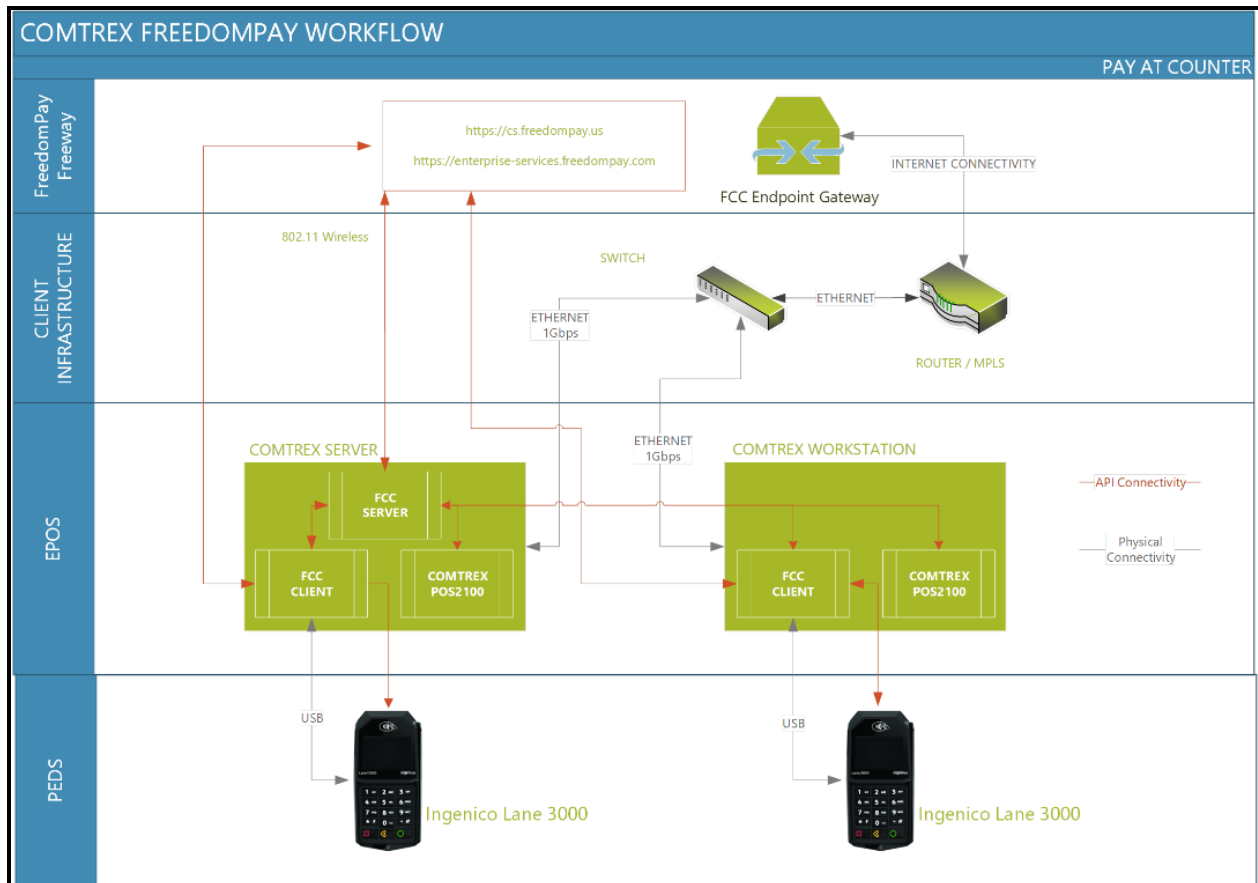 COMTREX FREEDOMPAY WORKFLOW
PAY AT COUNTER
FreedomPay
Freeway
https://cs.freedompay.us
https://enterprise-services.freedompay.com
FCC Endpoint Gateway
INTERNET CONNECTIVITY
CLIENT
INFRASTRUCTURE
802.11 Wireless
SWITCH
ETHERNET
ETHERNET
1Gbps
ROUTER / MPLS
EPOS
ETHERNET
1Gbps
COMTREX SERVER
COMTREX WORKSTATION
FCC
SERVER
FCC
CLIENT
COMTREX
POS2100
FCC
CLIENT
COMTREX
POS2100
API Connectivity
Physical
Connectivity
PEDS
USB
Ingenico Lane 3000
USB
Ingenico Lane 3000